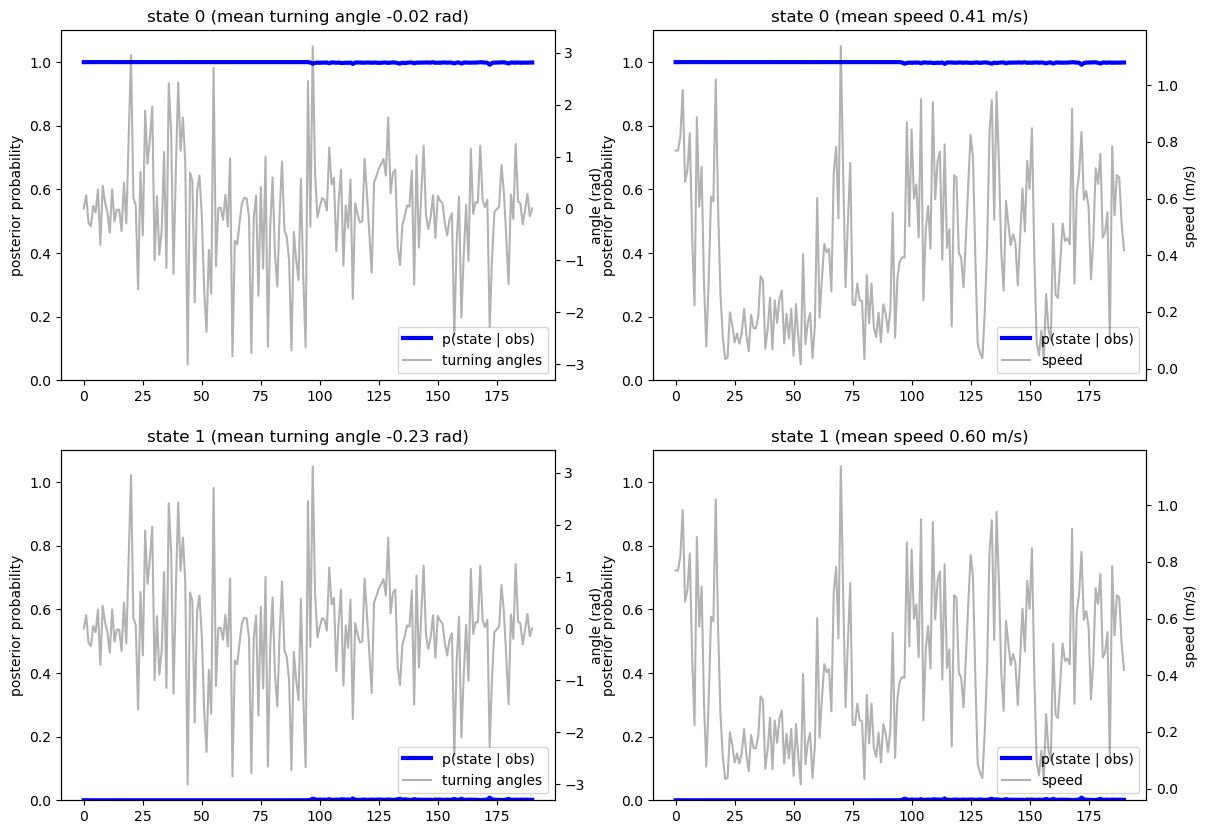 state 0 (mean turning angle -0.02 rad)
posterior probability
1.0
0.8
0.6
0.4
0.2
0.0
3
2
1
0
−1
−2
−3
angle (rad)
p(state | obs)
turning angles
0 25 50 75 100 125 150 175
state 0 (mean speed 0.41 m/s)
posterior probability
1.0
0.8
0.6
0.4
0.2
0.0
1.0
0.8
0.6
0.4
0.2
0.0
speed (m/s)
p(state | obs)
speed
0 25 50 75 100 125 150 175
state 1 (mean turning angle -0.23 rad)
posterior probability
1.0
0.8
0.6
0.4
0.2
0.0
3
2
1
0
−1
−2
−3
angle (rad)
p(state | obs)
turning angles
0 25 50 75 100 125 150 175
state 1 (mean speed 0.60 m/s)
posterior probability
1.0
0.8
0.6
0.4
0.2
0.0
1.0
0.8
0.6
0.4
0.2
0.0
speed (m/s)
p(state | obs)
speed
0 25 50 75 100 125 150 175